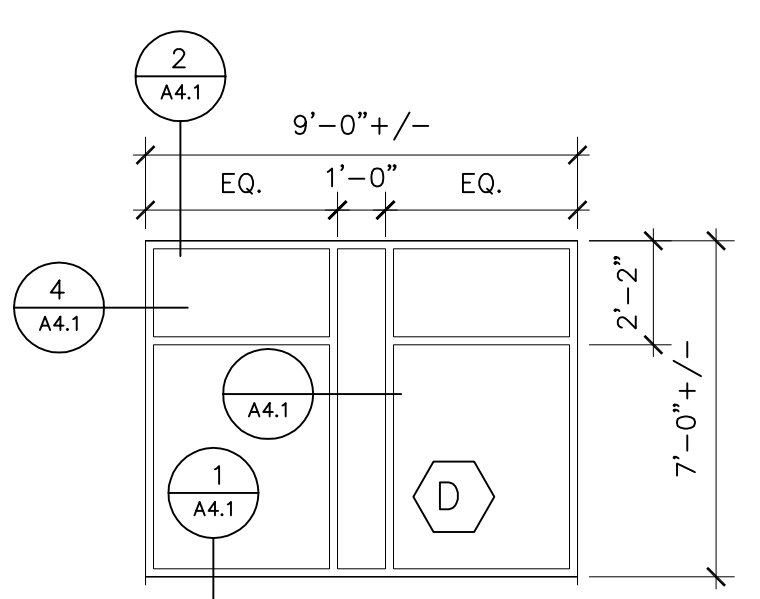 2
A4.1
9'-0"+/-
EQ.
1'-0"
EQ.
4
A4.1
2'-2"
A4.1
7'-0"+/-
1
A4.1
D